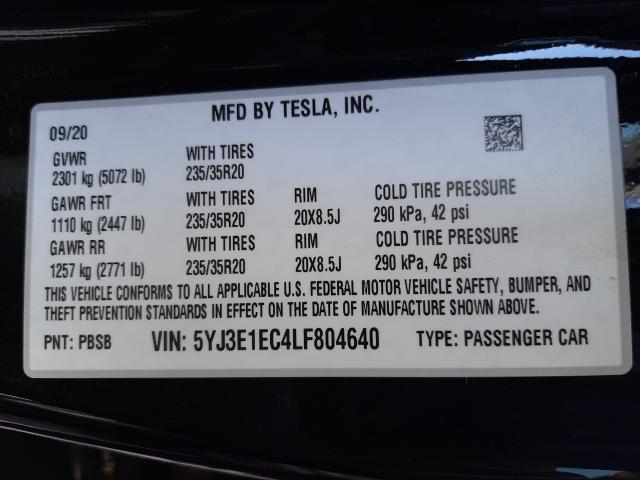 MFD BY TESLA, INC.
09/20
GVWR WITH TIRES
2301 kg (5072 lb) 235/35R20
GAWR FRT WITH TIRES RIM COLD TIRE PRESSURE
1110 kg (2447 lb) 235/35R20 20X8.5J 290 kPa, 42 psi
GAWR RR WITH TIRES RIM COLD TIRE PRESSURE
1257 kg (2771 lb) 235/35R20 20X8.5J 290 kPa, 42 psi
THIS VEHICLE CONFORMS TO ALL APPLICABLE U.S. FEDERAL MOTOR VEHICLE SAFETY, BUMPER, AND
THEFT PREVENTION STANDARDS IN EFFECT ON THE DATE OF MANUFACTURE SHOWN ABOVE.
PNT: PBSB VIN: 5YJ3E1EC4LF804640 TYPE: PASSENGER CAR